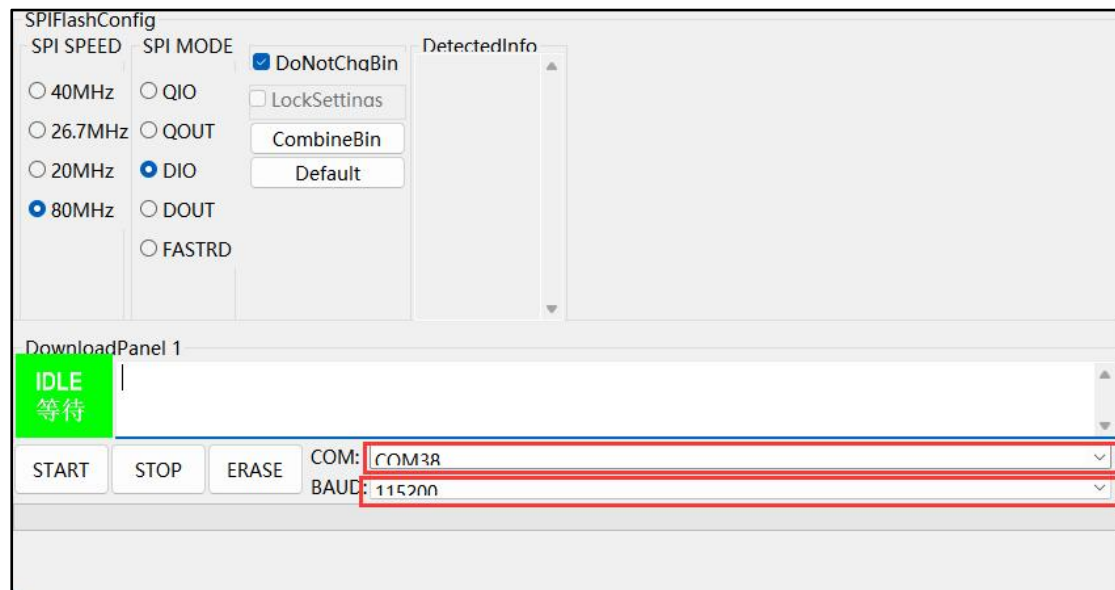 SPIFlashConfig
SPI SPEED SPI MODE DetectedInfo
DoNotChgBin
40MHz QIO LockSettings
26.7MHz QOUT CombineBin
20MHz DIO Default
80MHz DOUT
FASTRD
DownloadPanel 1
IDLE
等待
START STOP ERASE COM: COM38
BAUD: 115200